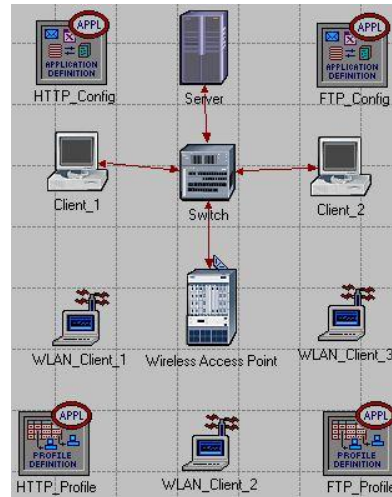 APPL
APPL
APPLICATION
DEFINITION
APPLICATION
DEFINITION
HTTP_Config
Server
FTP_Config
Client_1
Switch
Client_2
WLAN_Client_1
Wireless Access Point
WLAN_Client_3
APPL
APPL
PROFILE
DEFINITION
PROFILE
DEFINITION
HTTP_Profile
WLAN_Client_2
FTP_Profile